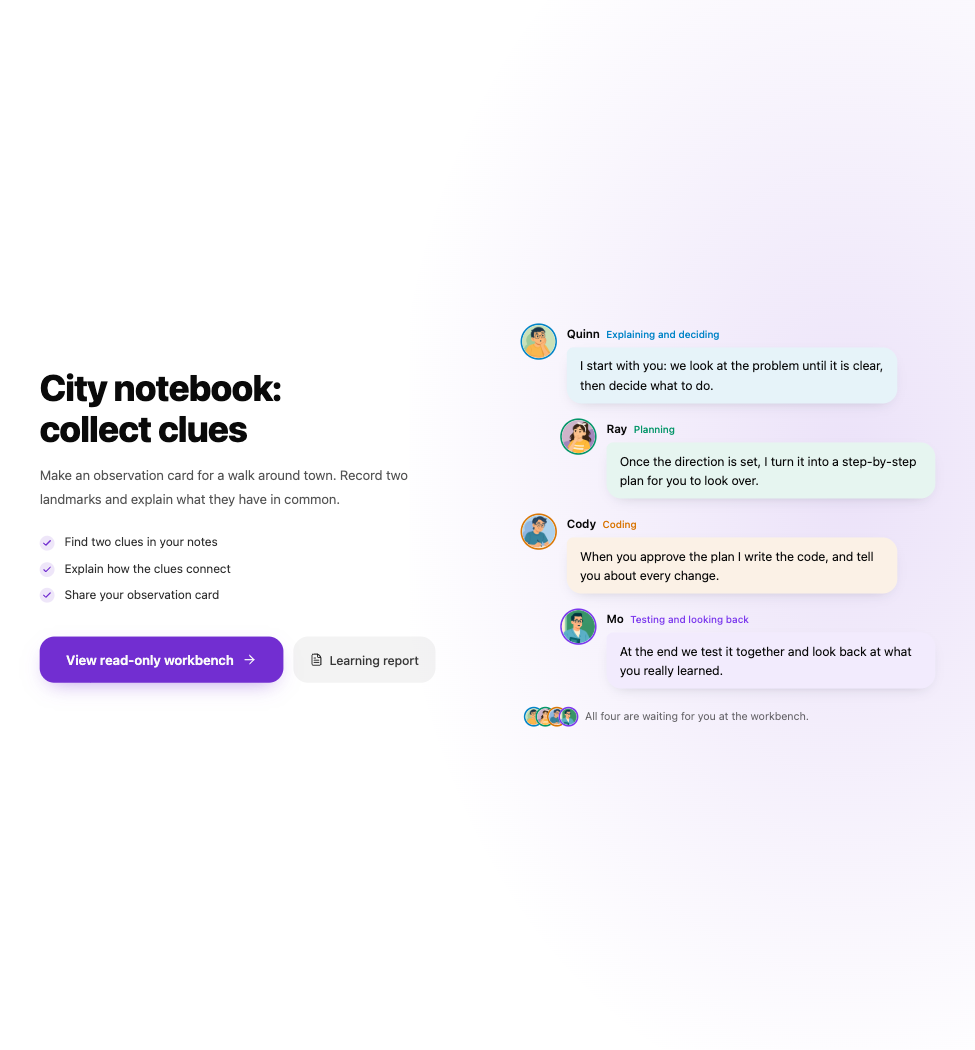 City notebook:
collect clues
Make an observation card for a walk around town. Record two
landmarks and explain what they have in common.
Find two clues in your notes
Explain how the clues connect
Share your observation card
View read-only workbench
Learning report
Quinn Explaining and deciding
I start with you: we look at the problem until it is clear,
then decide what to do.
Ray Planning
Once the direction is set, I turn it into a step-by-step
plan for you to look over.
Cody Coding
When you approve the plan I write the code, and tell
you about every change.
Mo Testing and looking back
At the end we test it together and look back at what
you really learned.
All four are waiting for you at the workbench.